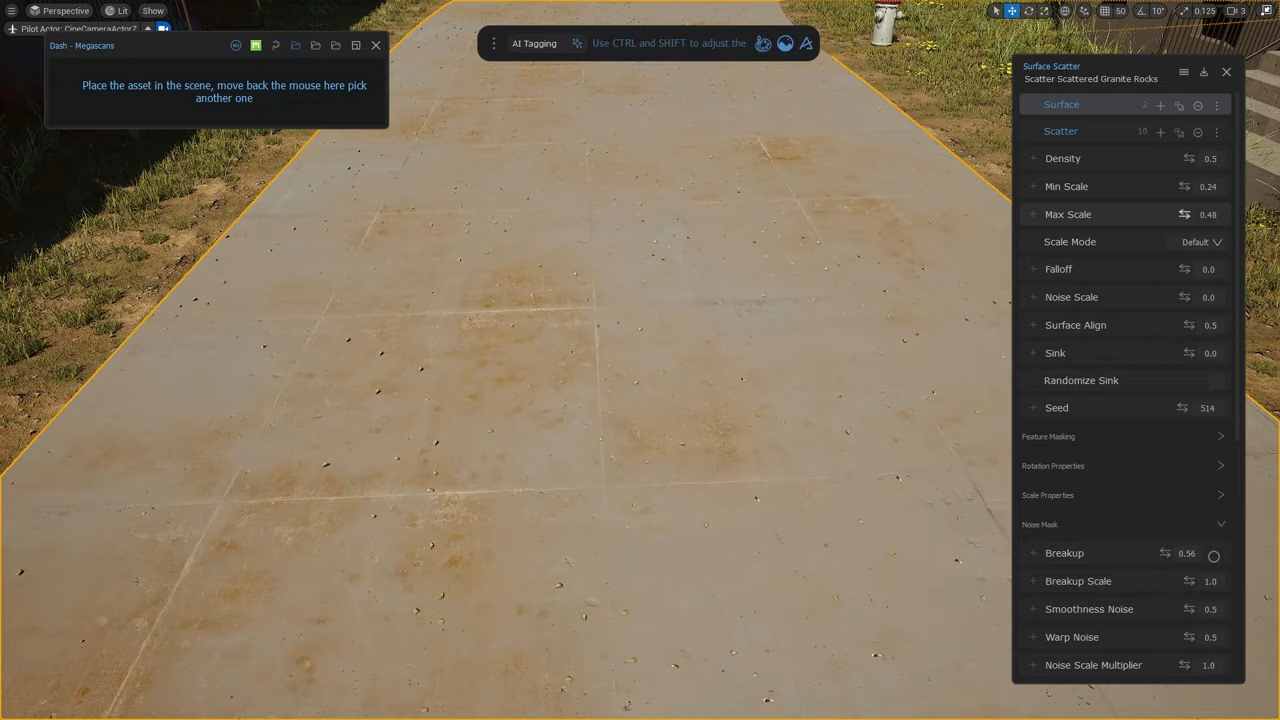 Perspective
Lit
Show
50
10°
0.125
3
Pilot Actor: CineCameraActor7
Dash - Megascans
Place the asset in the scene, move back the mouse here pick
another one
AI Tagging
Use CTRL and SHIFT to adjust the
Surface Scatter
Scatter Scattered Granite Rocks
Surface 2
Scatter 10
Density 0.5
Min Scale 0.24
Max Scale 0.48
Scale Mode Default
Falloff 0.0
Noise Scale 0.0
Surface Align 0.5
Sink 0.0
Randomize Sink
Seed 514
Feature Masking
Rotation Properties
Scale Properties
Noise Mask
Breakup 0.56
Breakup Scale 1.0
Smoothness Noise 0.5
Warp Noise 0.5
Noise Scale Multiplier 1.0